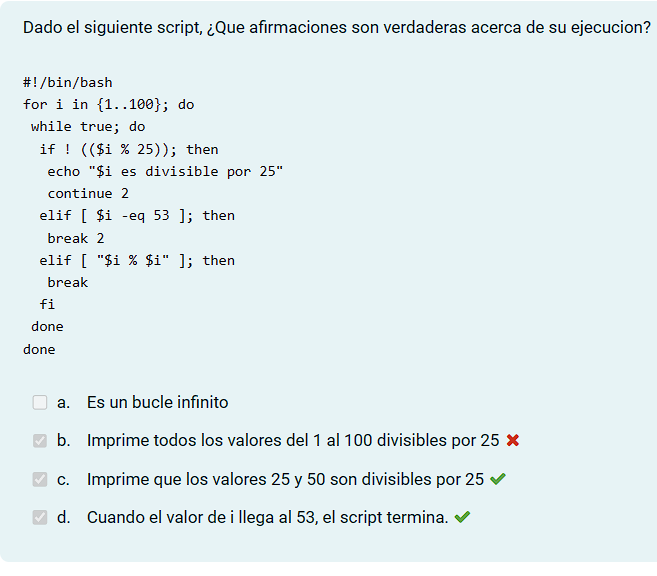 Dado el siguiente script, ¿Que afirmaciones son verdaderas acerca de su ejecucion?
#!/bin/bash
for i in {1..100}; do
while true; do
if ! (($i % 25)); then
echo "$i es divisible por 25"
continue 2
elif [ $i -eq 53 ]; then
break 2
elif [ "$i % $i" ]; then
break
fi
done
done
a. Es un bucle infinito
b. Imprime todos los valores del 1 al 100 divisibles por 25
c. Imprime que los valores 25 y 50 son divisibles por 25
d. Cuando el valor de i llega al 53, el script termina.